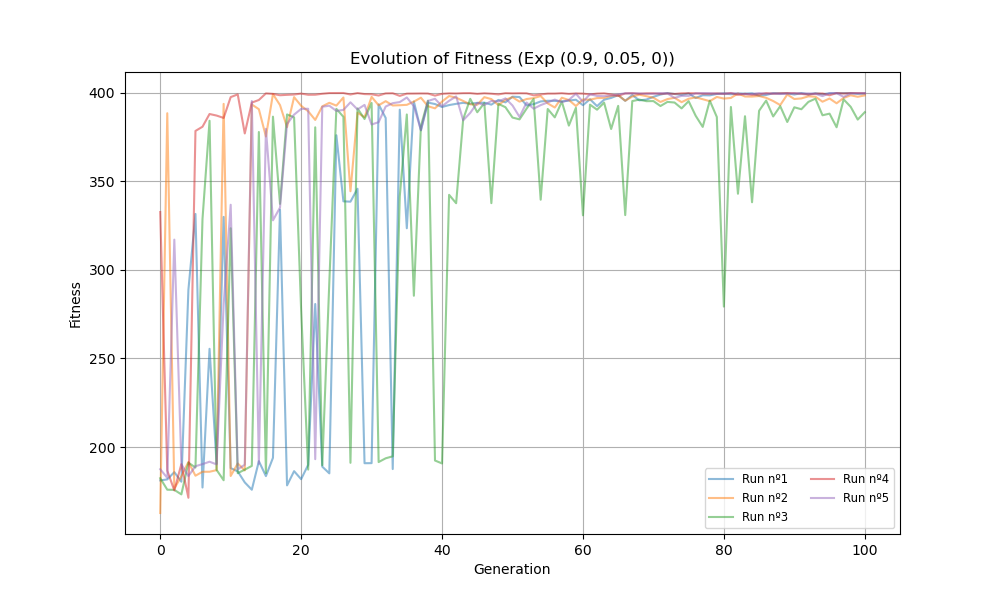 Evolution of Fitness (Exp (0.9, 0.05, 0))
Fitness
400
350
300
250
200
0
20
40
60
80
100
Generation
Run nº1
Run nº2
Run nº3
Run nº4
Run nº5